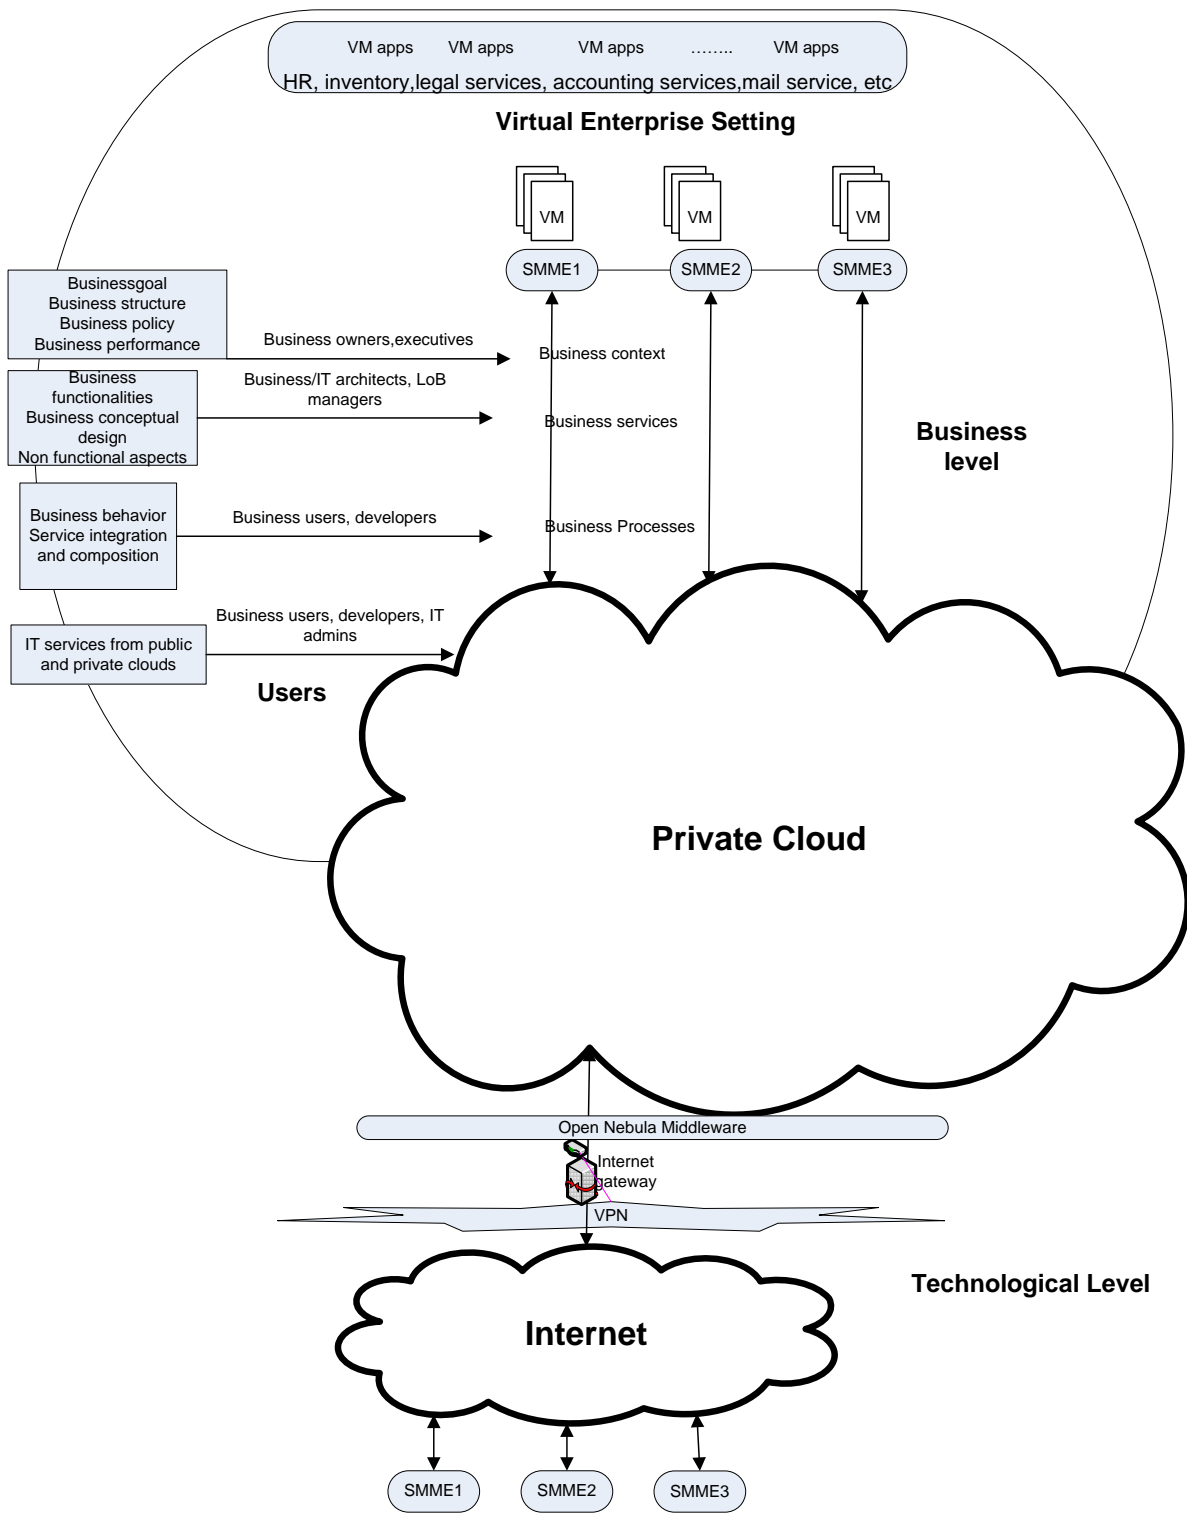 VM apps VM apps VM apps …….. VM apps
HR, inventory,legal services, accounting services,mail service, etc
Virtual Enterprise Setting
VM VM VM
SMME1 SMME2 SMME3
Businessgoal
Business structure
Business policy
Business performance
Business owners,executives
Business context
Business
functionalities
Business conceptual
design
Non functional aspects
Business/IT architects, LoB
managers
Business services
Business
level
Business behavior
Service integration
and composition
Business users, developers
Business Processes
IT services from public
and private clouds
Business users, developers, IT
admins
Users
Private Cloud
Open Nebula Middleware
Internet
gateway
VPN
Technological Level
Internet
SMME1 SMME2 SMME3